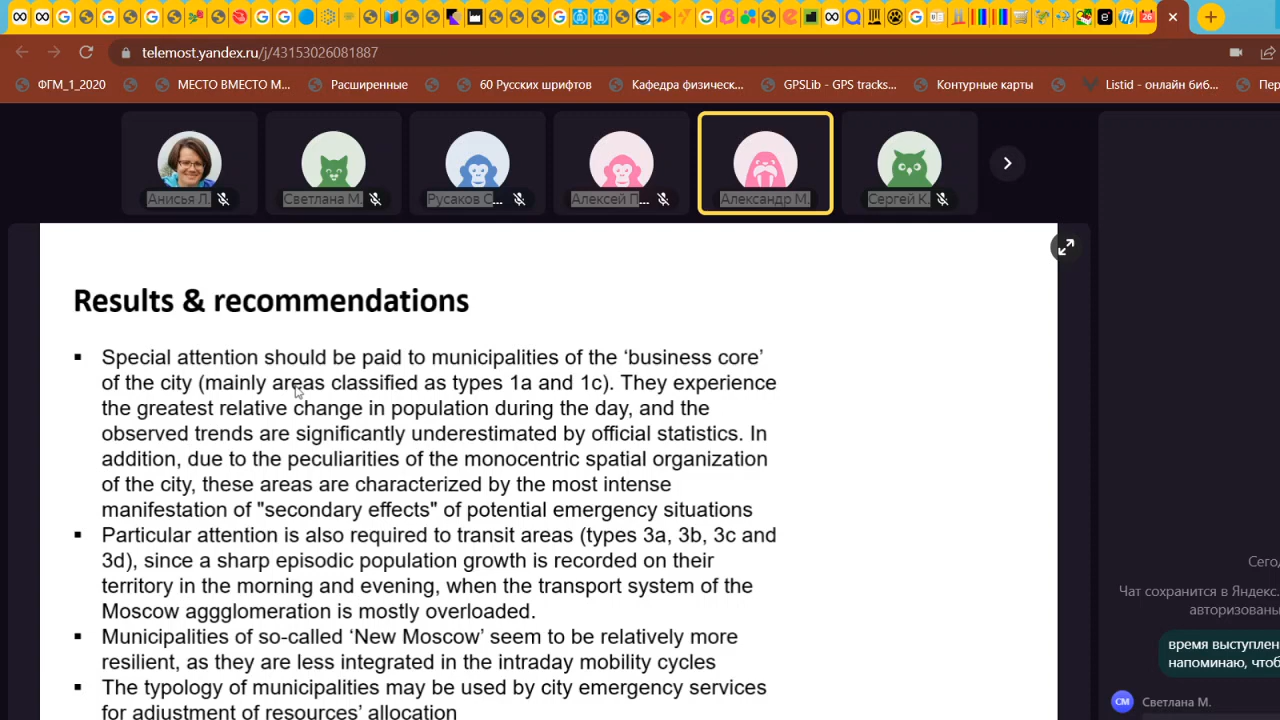 26
telemost.yandex.ru/j/43153026081887
ФГМ_1_2020
МЕСТО ВМЕСТО М...
Расширенные
60 Русских шрифтов
Кафедра физическ...
GPSLib - GPS tracks...
Контурные карты
Listid - онлайн биб...
Пер
Анисья Л.
Светлана М.
Русаков С...
Алексей П...
Александр М.
Сергей К.
Results & recommendations
▪ Special attention should be paid to municipalities of the ‘business core’
of the city (mainly areas classified as types 1a and 1c). They experience
the greatest relative change in population during the day, and the
observed trends are significantly underestimated by official statistics. In
addition, due to the peculiarities of the monocentric spatial organization
of the city, these areas are characterized by the most intense
manifestation of "secondary effects" of potential emergency situations
▪ Particular attention is also required to transit areas (types 3a, 3b, 3c and
3d), since a sharp episodic population growth is recorded on their
territory in the morning and evening, when the transport system of the
Moscow aggglomeration is mostly overloaded.
▪ Municipalities of so-called ‘New Moscow’ seem to be relatively more
resilient, as they are less integrated in the intraday mobility cycles
▪ The typology of municipalities may be used by city emergency services
for adjustment of resources’ allocation
Сего
Чат сохранится в Яндекс.
авторизованы
время выступлен
напоминаю, чтоб
СМ
Светлана М.